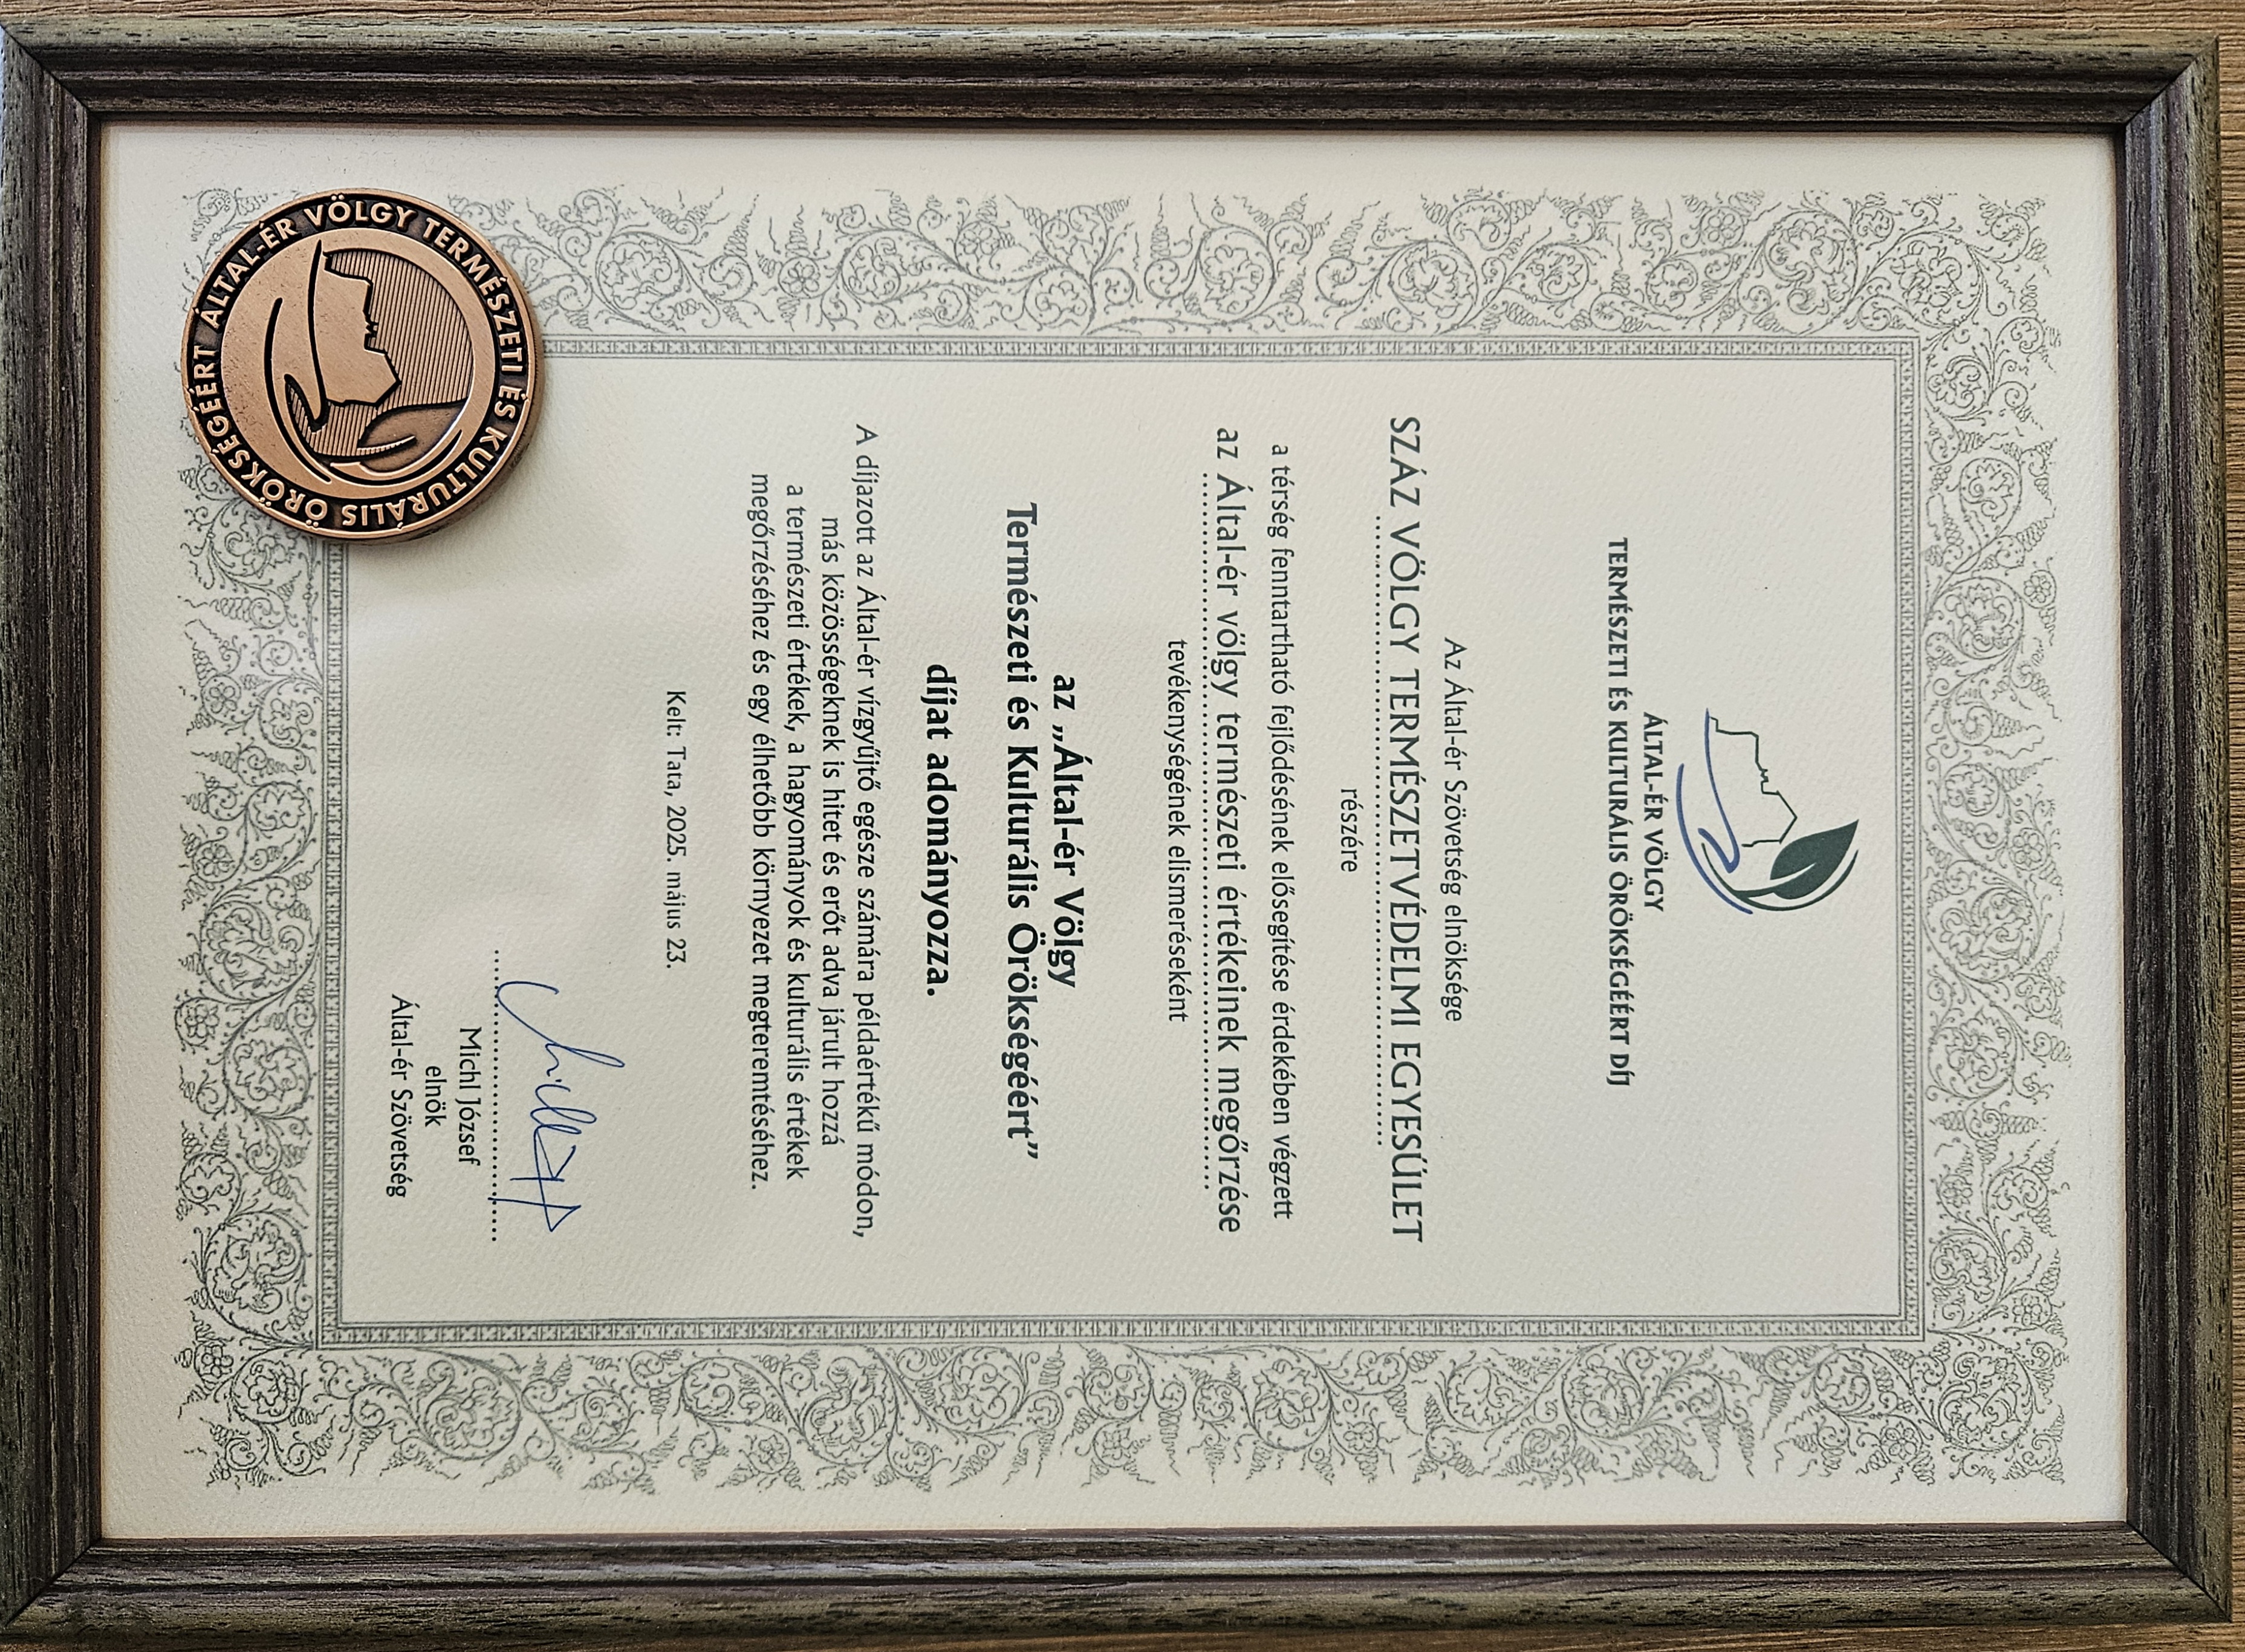 ÁLTAL-ÉR VÖLGY
TERMÉSZETI ÉS KULTURÁLIS ÖRÖKSÉGÉÉRT DÍJ
Az Által-ér Szövetség elnöksége
SZÁZ VÖLGY TERMÉSZETVÉDELMI EGYESÜLET
részére
a térség fenntartható fejlődésének elősegítése érdekében végzett
az Által-ér völgy természeti értékeinek megőrzése
tevékenységének elismeréseként
az „Által-ér Völgy
Természeti és Kulturális Örökségéért”
díjat adományozza.
A díjazott az Által-ér vízgyűjtő egésze számára példaértékű módon,
más közösségeknek is hitet és erőt adva járult hozzá
a természeti értékek, a hagyományok és kulturális értékek
megőrzéséhez és egy élhetőbb környezet megteremtéséhez.
Kelt: Tata, 2025. május 23.
Michl József
elnök
Által-ér Szövetség
ÁLTAL-ÉR VÖLGY TERMÉSZETI ÉS KULTURÁLIS ÖRÖKSÉGÉÉRT